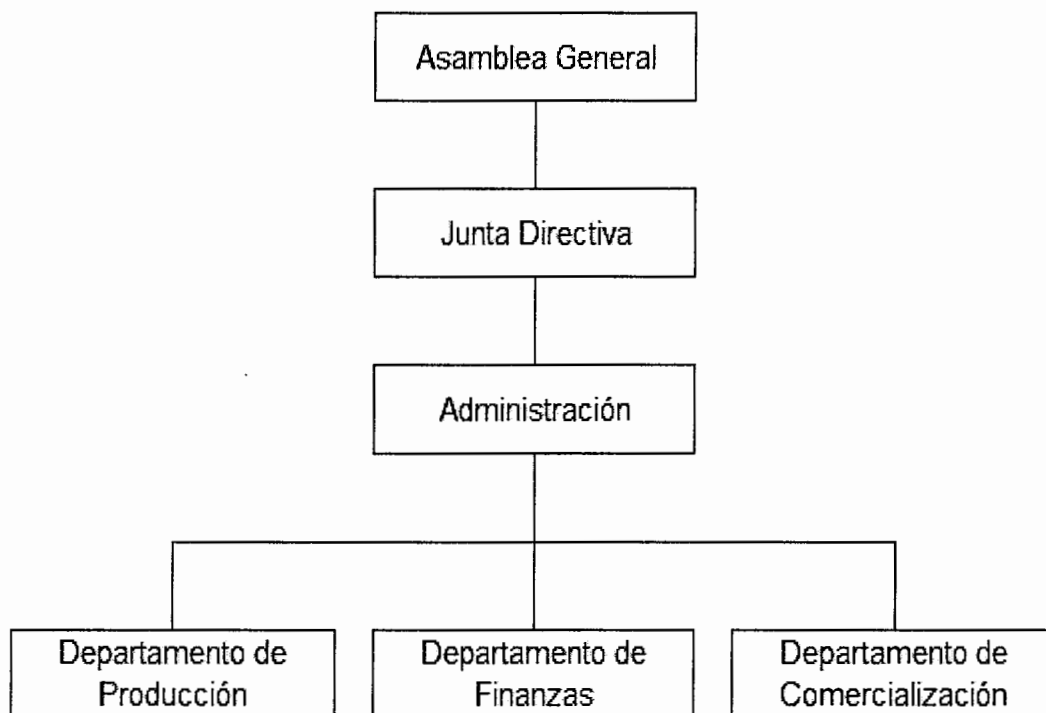 Asamblea General
Junta Directiva
Administración
Departamento de
Producción
Departamento de
Finanzas
Departamento de
Comercialización